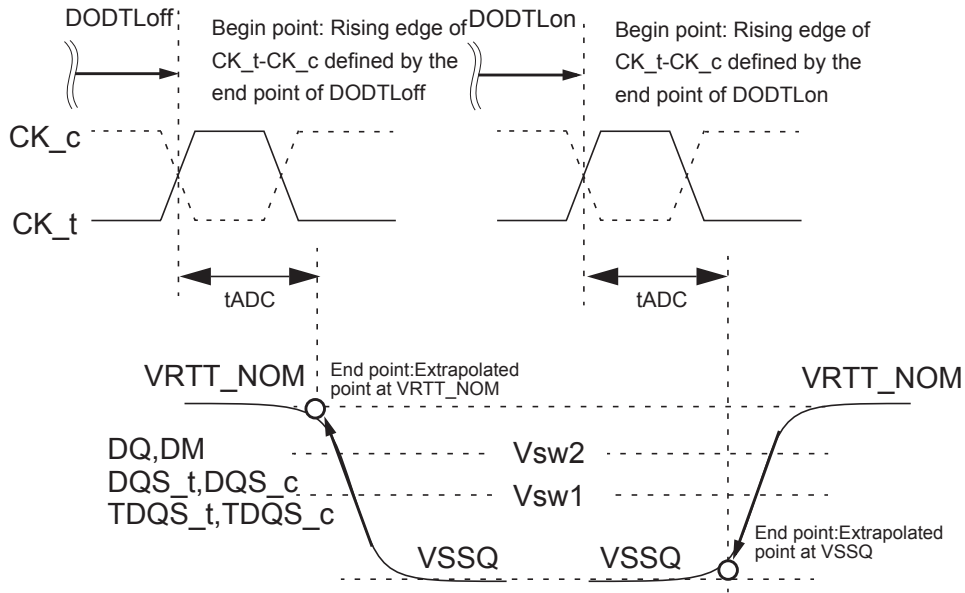 DODTLoff
Begin point: Rising edge of
CK_t-CK_c defined by the
end point of DODTLoff
DODTLon
Begin point: Rising edge of
CK_t-CK_c defined by the
end point of DODTLon
CK_c
CK_t
tADC
tADC
VRTT_NOM
End point:Extrapolated
point at VRTT_NOM
VRTT_NOM
DQ,DM
DQS_t,DQS_c
TDQS_t,TDQS_c
Vsw2
Vsw1
VSSQ
VSSQ
End point:Extrapolated
point at VSSQ